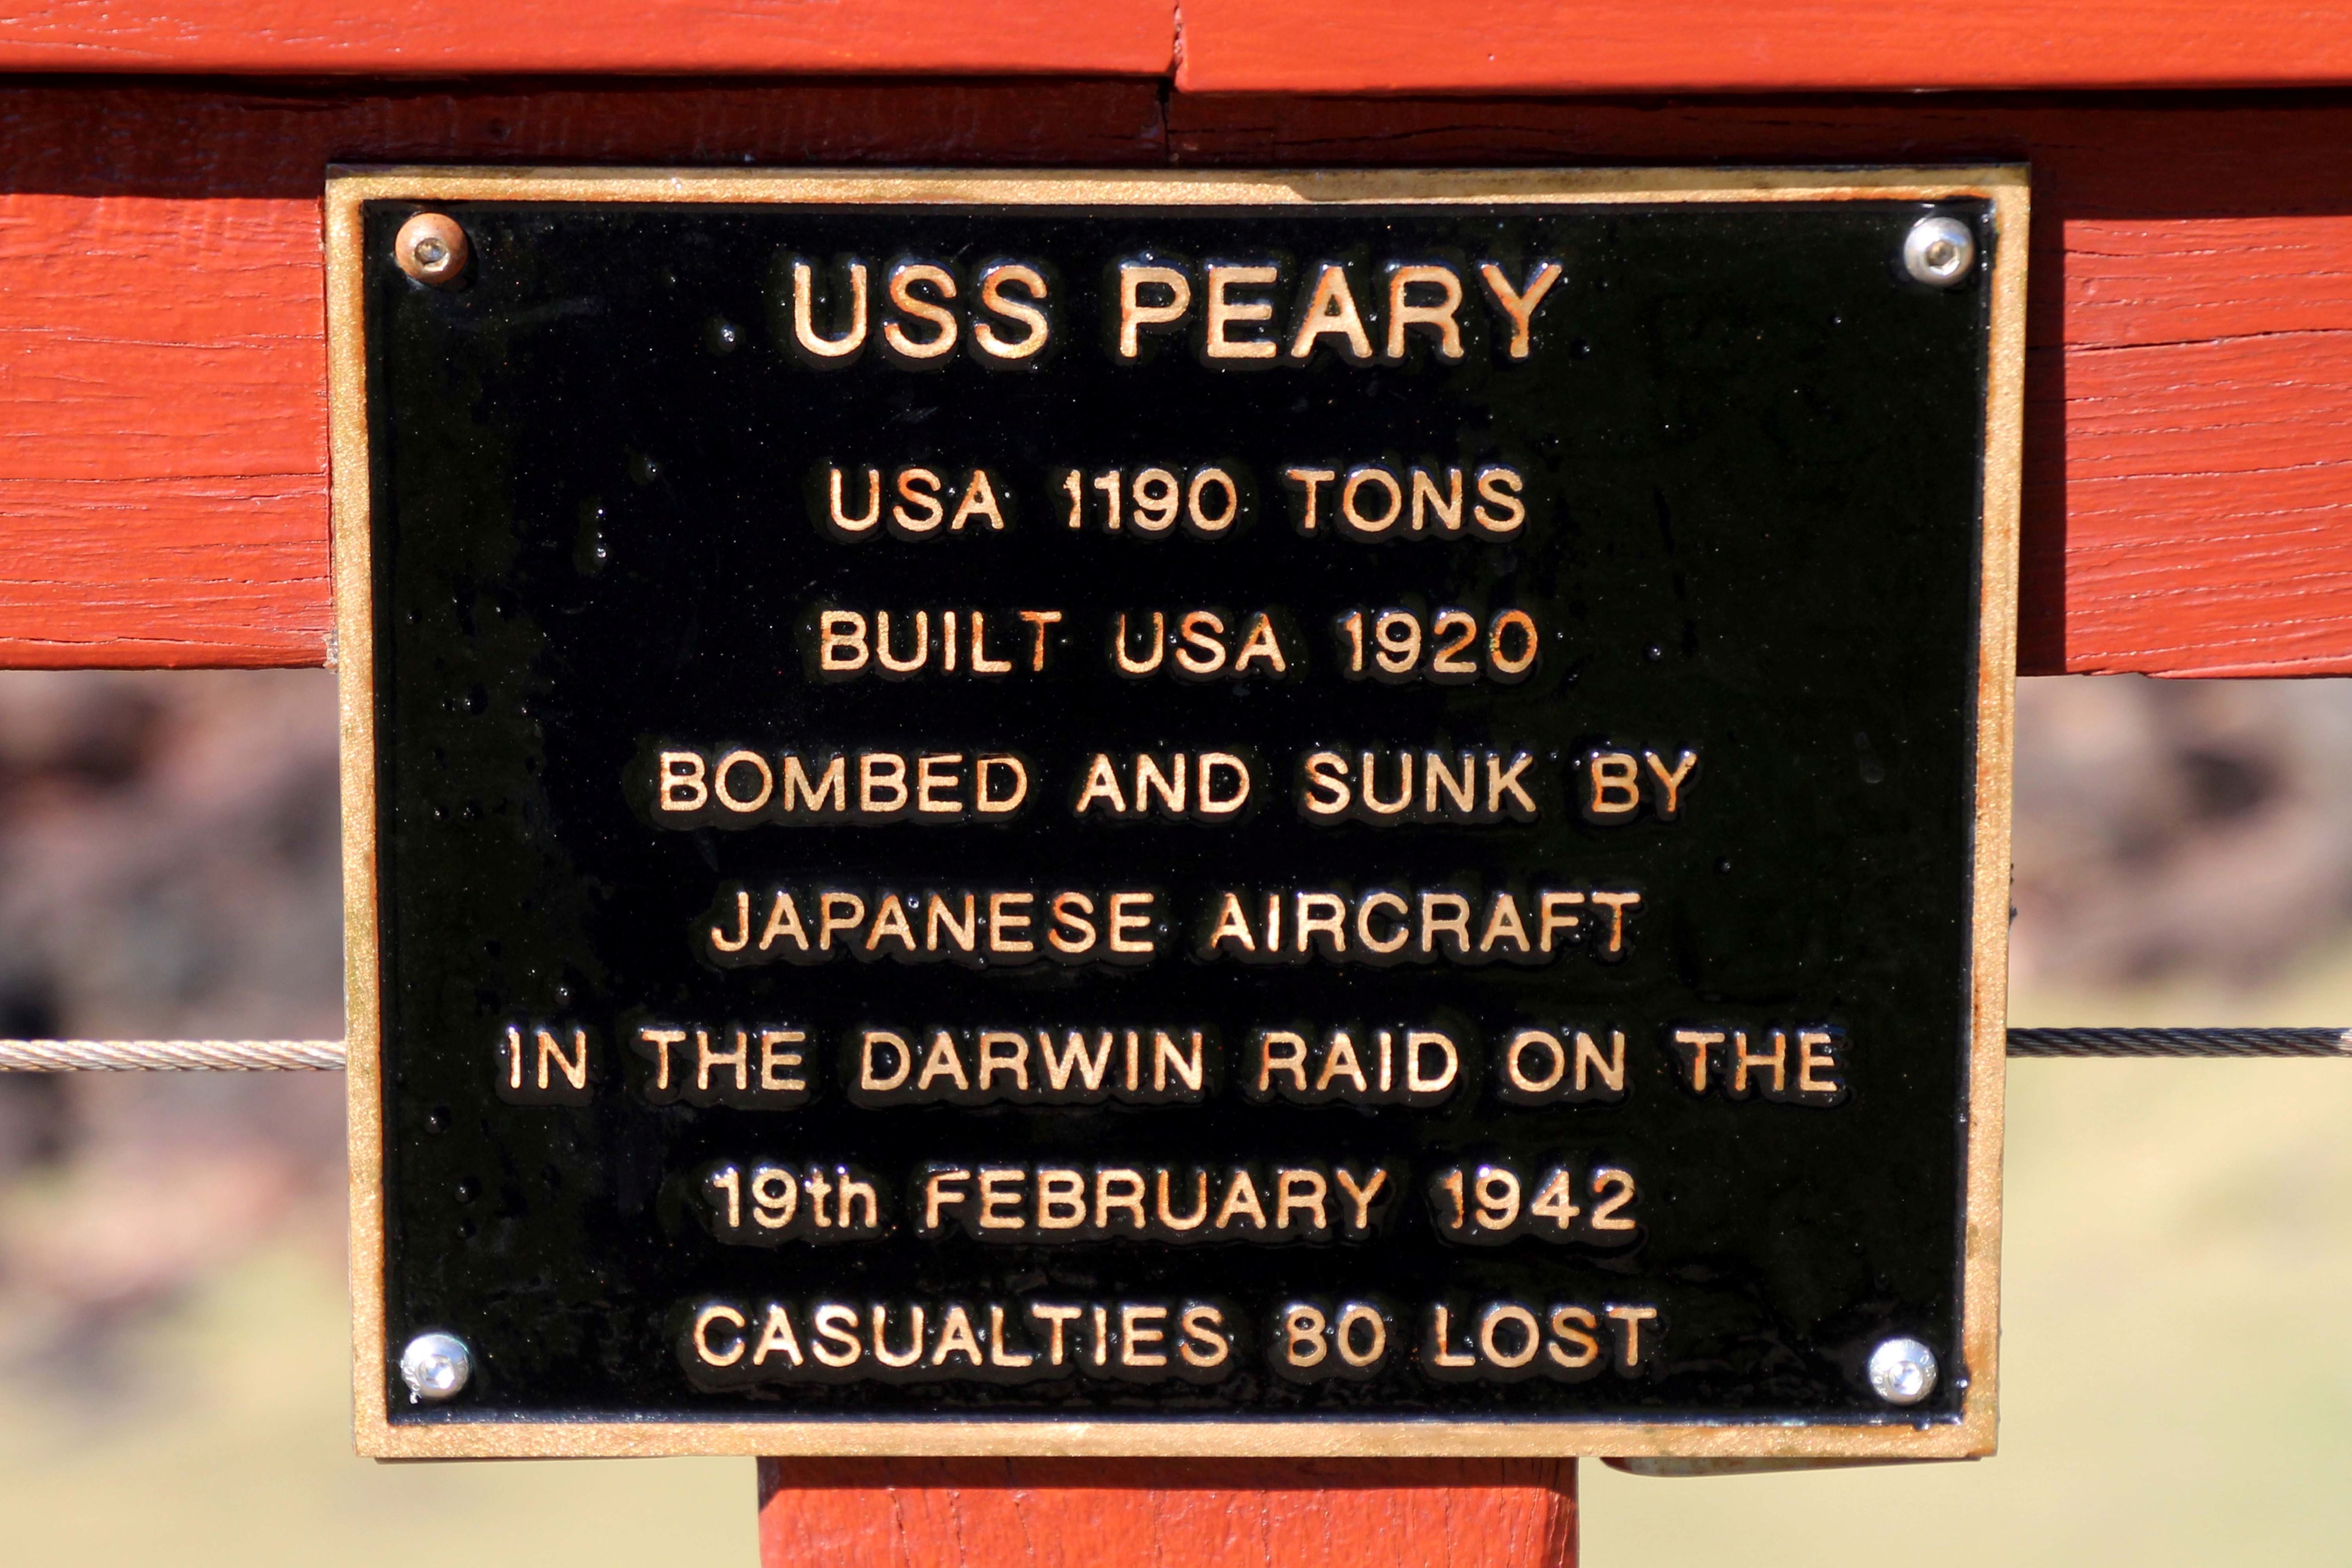 USS PEARY
USA 1190 TONS
BUILT USA 1920
BOMBED AND SUNK BY
JAPANESE AIRCRAFT
IN THE DARWIN RAID ON THE
19th FEBRUARY 1942
CASUALTIES 80 LOST